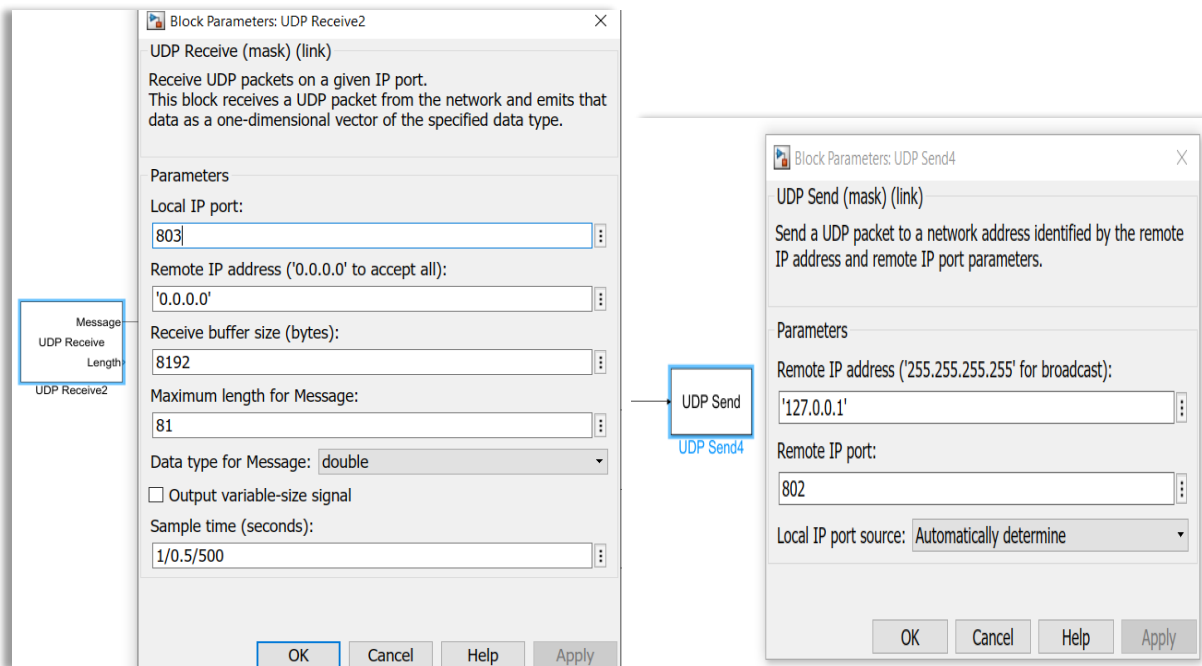 Block Parameters: UDP Receive2
UDP Receive (mask) (link)
Receive UDP packets on a given IP port.
This block receives a UDP packet from the network and emits that
data as a one-dimensional vector of the specified data type.
Parameters
Local IP port:
803
Remote IP address ('0.0.0.0' to accept all):
'0.0.0.0'
Receive buffer size (bytes):
8192
Maximum length for Message:
81
Data type for Message: double
Output variable-size signal
Sample time (seconds):
1/0.5/500
OK Cancel Help Apply
Message
UDP Receive
Length
UDP Receive2
UDP Send
UDP Send4
Block Parameters: UDP Send4
UDP Send (mask) (link)
Send a UDP packet to a network address identified by the remote
IP address and remote IP port parameters.
Parameters
Remote IP address ('255.255.255.255' for broadcast):
'127.0.0.1'
Remote IP port:
802
Local IP port source: Automatically determine
OK Cancel Help Apply